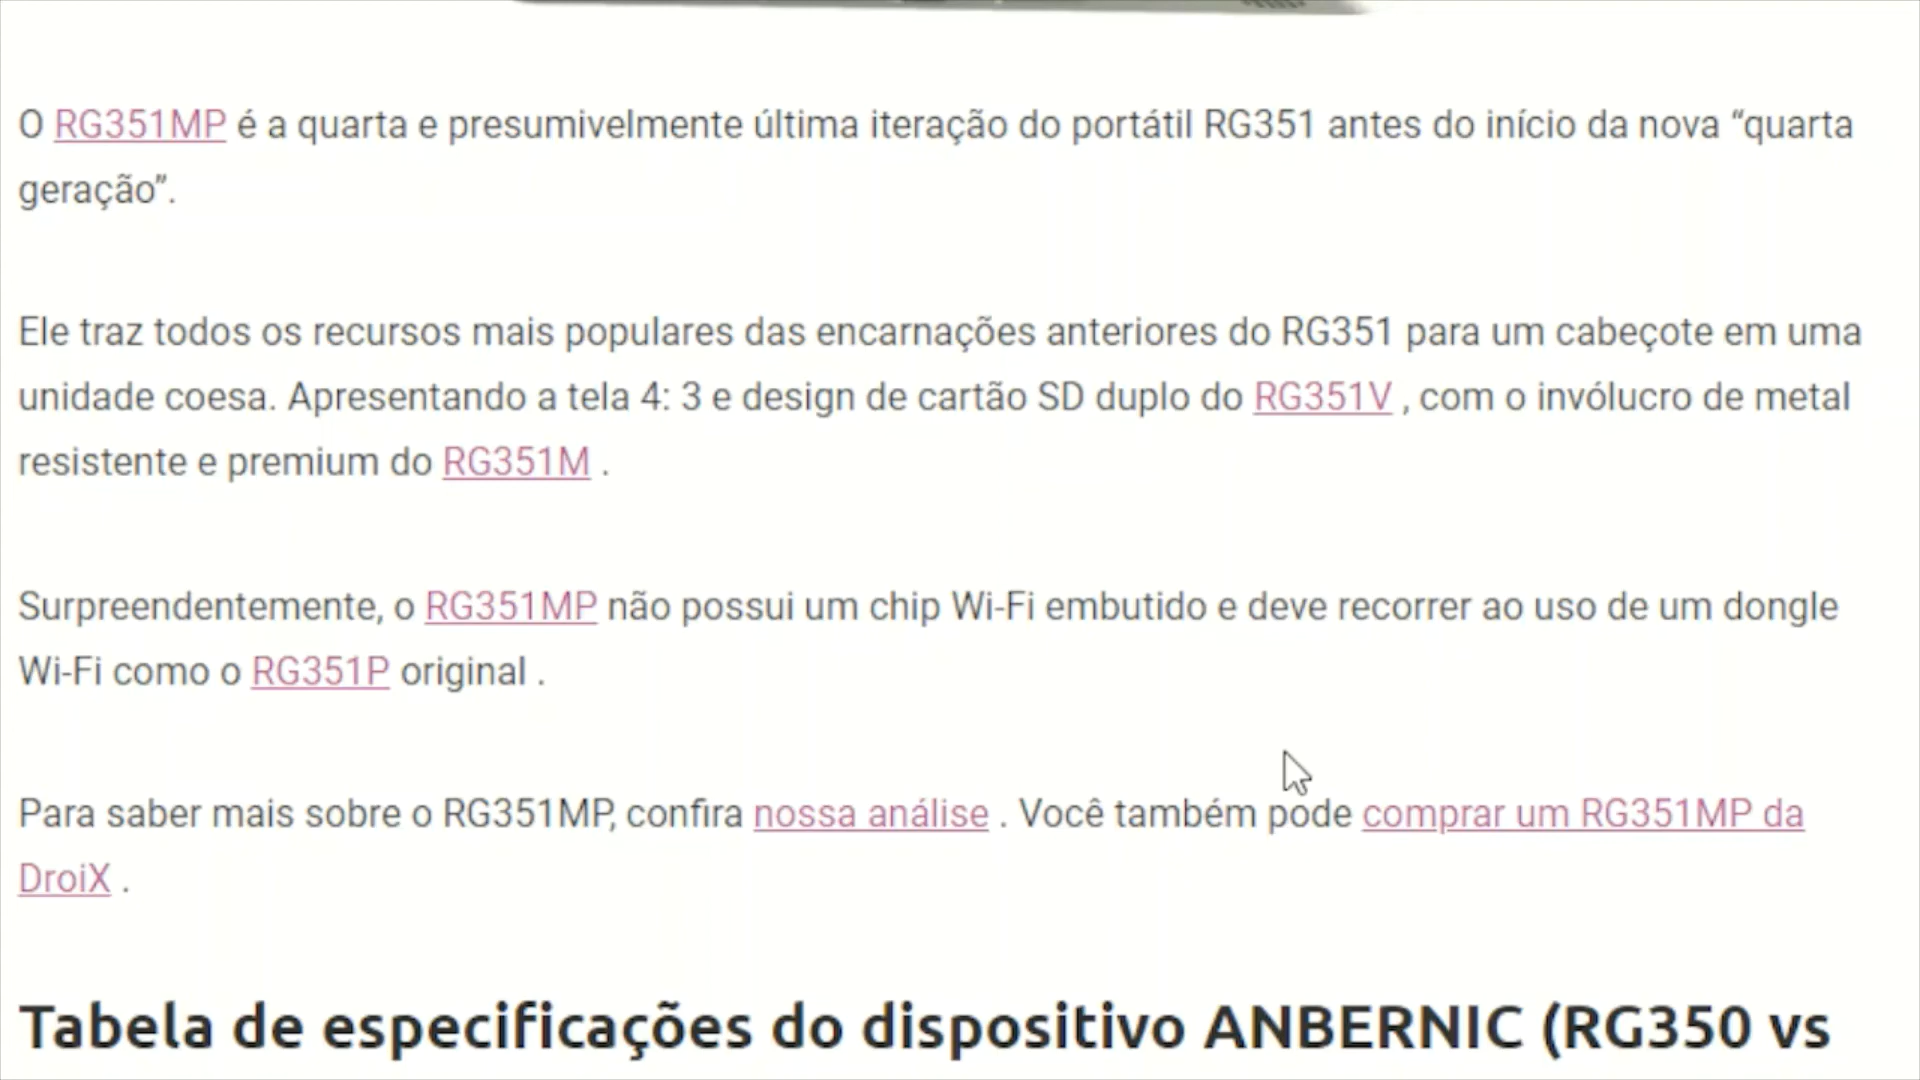 O RG351MP é a quarta e presumivelmente última iteração do portátil RG351 antes do início da nova “quarta
geração”.
Ele traz todos os recursos mais populares das encarnações anteriores do RG351 para um cabeçote em uma
unidade coesa. Apresentando a tela 4: 3 e design de cartão SD duplo do RG351V , com o invólucro de metal
resistente e premium do RG351M .
Surpreendentemente, o RG351MP não possui um chip Wi-Fi embutido e deve recorrer ao uso de um dongle
Wi-Fi como o RG351P original .
Para saber mais sobre o RG351MP, confira nossa análise . Você também pode comprar um RG351MP da
DroiX .
Tabela de especificações do dispositivo ANBERNIC (RG350 vs